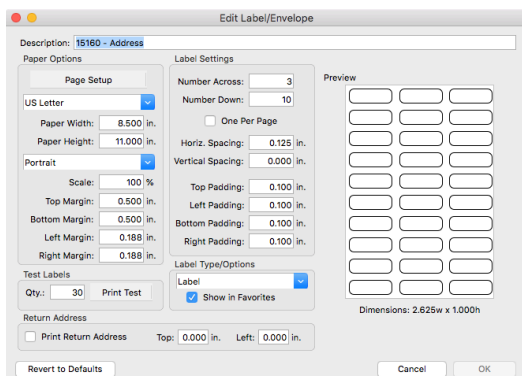 Edit Label/Envelope
Description: 15160 - Address
Paper Options
Page Setup
US Letter
Paper Width: 8.500 in.
Paper Height: 11.000 in.
Portrait
Scale: 100 %
Top Margin: 0.500 in.
Bottom Margin: 0.500 in.
Left Margin: 0.188 in.
Right Margin: 0.188 in.
Test Labels
Qty.: 30 Print Test
Label Settings
Number Across: 3
Number Down: 10
One Per Page
Horiz. Spacing: 0.125 in.
Vertical Spacing: 0.000 in.
Top Padding: 0.100 in.
Left Padding: 0.100 in.
Bottom Padding: 0.100 in.
Right Padding: 0.100 in.
Label Type/Options
Label
Show in Favorites
Preview
Dimensions: 2.625w x 1.000h
Return Address
Print Return Address Top: 0.000 in. Left: 0.000 in.
Revert to Defaults Cancel OK